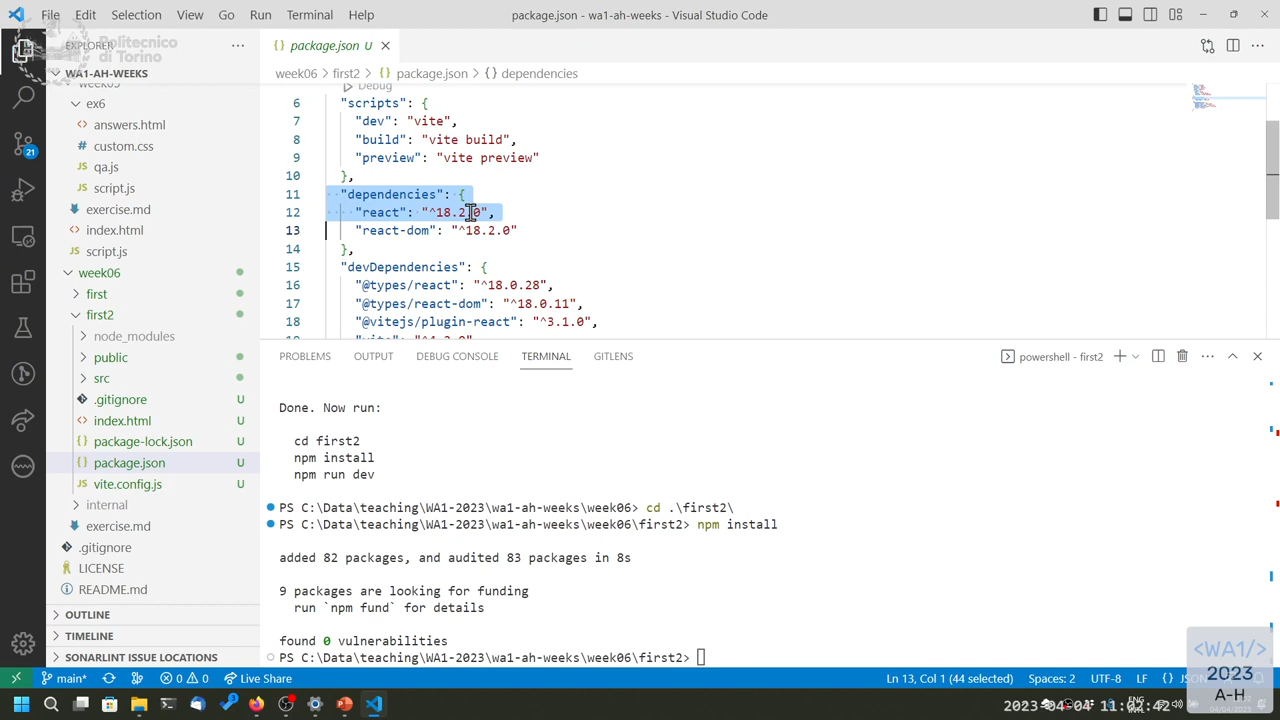 File Edit Selection View Go Run Terminal Help
package.json - wa1-ah-weeks - Visual Studio Code
Politecnico
di Torino
EXPLORER
WA1-AH-WEEKS
week05
ex6
answers.html
custom.css
qa.js
script.js
exercise.md
index.html
script.js
week06
first
first2
node_modules
public
src
.gitignore U
index.html U
package-lock.json U
package.json U
vite.config.js U
internal
exercise.md
.gitignore
LICENSE
README.md
OUTLINE
TIMELINE
SONARLINT ISSUE LOCATIONS
21
{} package.json U
week06 > first2 > {} package.json > {} dependencies
Debug
6 "scripts": {
7 "dev": "vite",
8 "build": "vite build",
9 "preview": "vite preview"
10 },
11 "dependencies": {
12 "react": "^18.2.0",
13 "react-dom": "^18.2.0"
14 },
15 "devDependencies": {
16 "@types/react": "^18.0.28",
17 "@types/react-dom": "^18.0.11",
18 "@vitejs/plugin-react": "^3.1.0",
PROBLEMS OUTPUT DEBUG CONSOLE TERMINAL GITLENS
powershell - first2
Done. Now run:
cd first2
npm install
npm run dev
PS C:\Data\teaching\WA1-2023\wa1-ah-weeks\week06> cd .\first2\
PS C:\Data\teaching\WA1-2023\wa1-ah-weeks\week06\first2> npm install
added 82 packages, and audited 83 packages in 8s
9 packages are looking for funding
run `npm fund` for details
found 0 vulnerabilities
PS C:\Data\teaching\WA1-2023\wa1-ah-weeks\week06\first2>
<WA1/>
2023
A-H
main* 0 0 Live Share
Ln 13, Col 1 (44 selected) Spaces: 2 UTF-8 LF {}
ENG